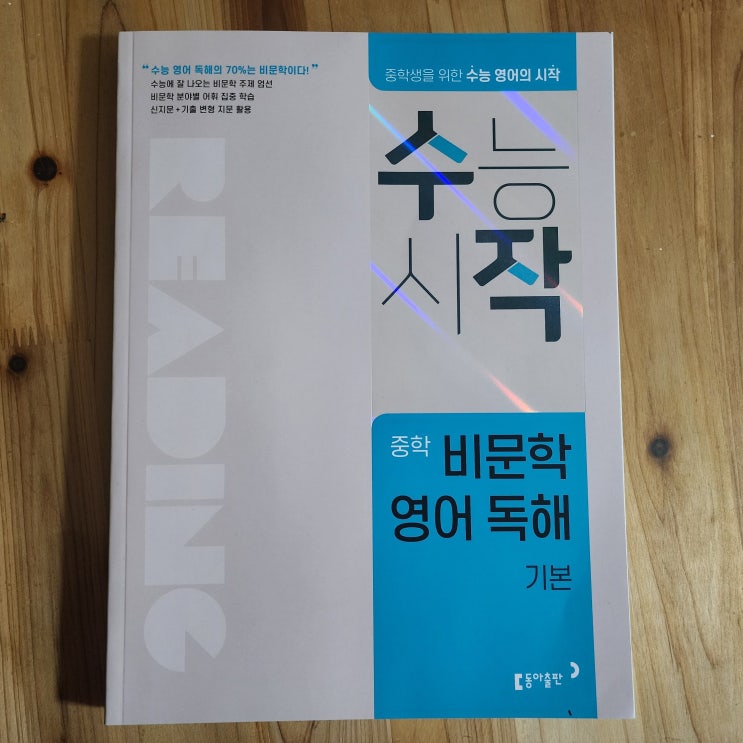 “수능 영어 독해의 70%는 비문학이다!”
수능에 잘 나오는 비문학 주제 엄선
비문학 분야별 어휘 집중 학습
신지문+기출 변형 지문 활용
READING
중학생을 위한 수능 영어의 시작
수능
시작
중학 비문학
영어 독해
기본
동아출판